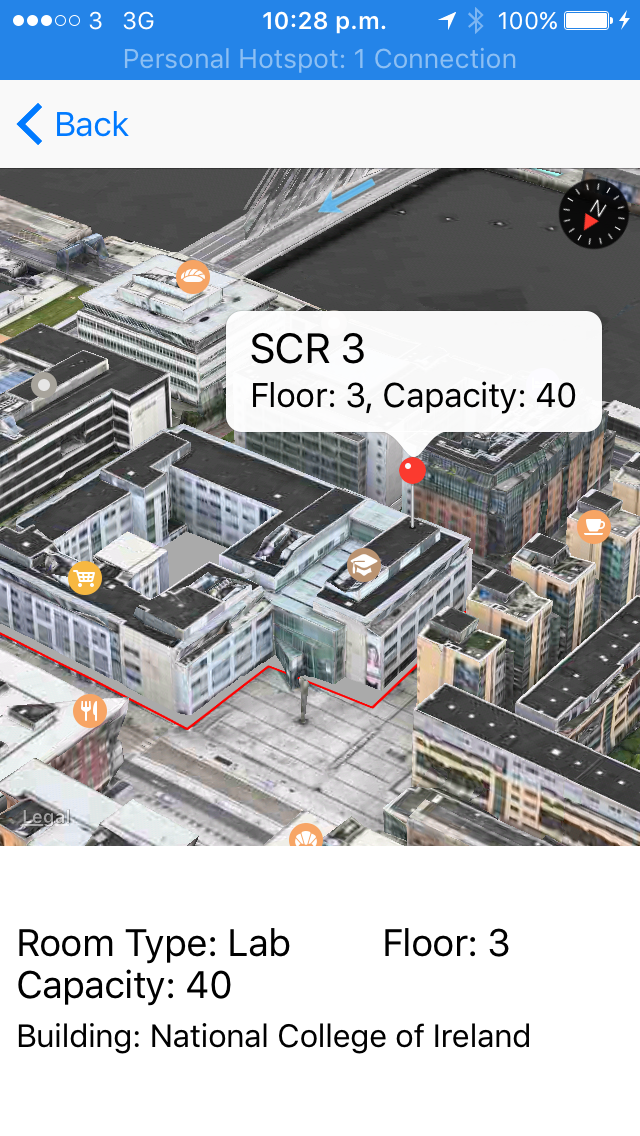 3 3G 10:28 p.m. 100%
Personal Hotspot: 1 Connection
Back
N
SCR 3
Floor: 3, Capacity: 40
Legal
Room Type: Lab Floor: 3
Capacity: 40
Building: National College of Ireland